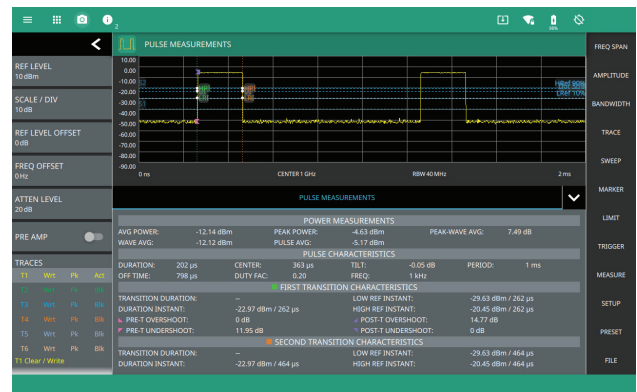 2
38%
PULSE MEASUREMENTS
FREQ SPAN
AMPLITUDE
BANDWIDTH
TRACE
SWEEP
MARKER
LIMIT
TRIGGER
MEASURE
SETUP
PRESET
FILE
REF LEVEL
10 dBm
SCALE / DIV
10 dB
REF LEVEL OFFSET
0 dB
FREQ OFFSET
0 Hz
ATTEN LEVEL
20 dB
PRE AMP
TRACES
T1 Wrt Pk Act
T2 Wrt Pk Blk
T3 Wrt Pk Blk
T4 Wrt Pk Blk
T5 Wrt Pk Blk
T6 Wrt Pk Blk
T1 Clear / Write
10.00
0.00
-10.00
-20.00
-30.00
-40.00
-50.00
-60.00
-70.00
-80.00
-90.00
S2
S1
HRef 90%
LRef 10%
0 ns CENTER 1 GHz RBW 40 MHz 2 ms
PULSE MEASUREMENTS
POWER MEASUREMENTS
AVG POWER: -12.14 dBm PEAK POWER: -4.63 dBm PEAK-WAVE AVG: 7.49 dB
WAVE AVG: -12.12 dBm PULSE AVG: -5.17 dBm
PULSE CHARACTERISTICS
DURATION: 202 µs CENTER: 363 µs TILT: -0.05 dB PERIOD: 1 ms
OFF TIME: 798 µs DUTY FAC: 0.20 FREQ: 1 kHz
FIRST TRANSITION CHARACTERISTICS
TRANSITION DURATION: -- LOW REF INSTANT: -29.63 dBm / 262 µs
DURATION INSTANT: -22.97 dBm / 262 µs HIGH REF INSTANT: -20.45 dBm / 262 µs
PRE-T OVERSHOOT: 0 dB POST-T OVERSHOOT: 14.77 dB
PRE-T UNDERSHOOT: 11.95 dB POST-T UNDERSHOOT: 0 dB
SECOND TRANSITION CHARACTERISTICS
TRANSITION DURATION: -- LOW REF INSTANT: -29.63 dBm / 464 µs
DURATION INSTANT: -22.97 dBm / 464 µs HIGH REF INSTANT: -20.45 dBm / 464 µs